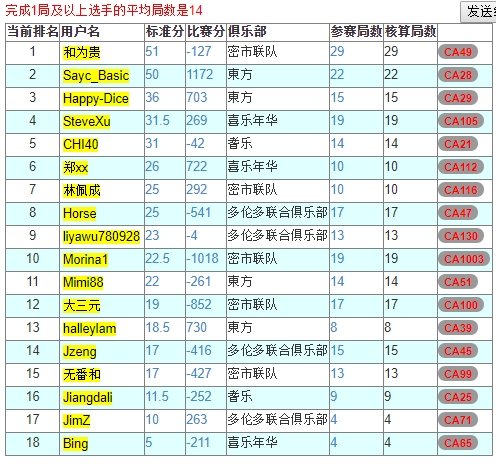 完成1局及以上选手的平均局数是14
发送
当前排名 用户名 标准分 比赛分 俱乐部 参赛局数 核算局数
1 和为贵 51 -127 密市联队 29 29 CA49
2 Sayc_Basic 50 1172 東方 22 22 CA28
3 Happy-Dice 36 703 東方 15 15 CA29
4 SteveXu 31.5 269 喜乐年华 19 19 CA105
5 CHI40 31 -42 耆乐 14 14 CA21
6 郑xx 26 722 喜乐年华 10 10 CA112
7 林佩成 25 292 密市联队 10 10 CA116
8 Horse 25 -541 多伦多联合俱乐部 17 17 CA47
9 liyawu780928 23 -4 多伦多联合俱乐部 13 13 CA130
10 Morina1 22.5 -1018 密市联队 19 19 CA1003
11 Mimi88 22 -261 東方 14 14 CA51
12 大三元 19 -852 密市联队 17 17 CA100
13 halleylam 18.5 730 東方 8 8 CA39
14 Jzeng 17 -416 多伦多联合俱乐部 15 15 CA45
15 无番和 17 -427 密市联队 13 13 CA99
16 Jiangdali 11.5 -252 耆乐 9 9 CA25
17 JimZ 10 263 多伦多联合俱乐部 4 4 CA71
18 Bing 5 -211 喜乐年华 4 4 CA65